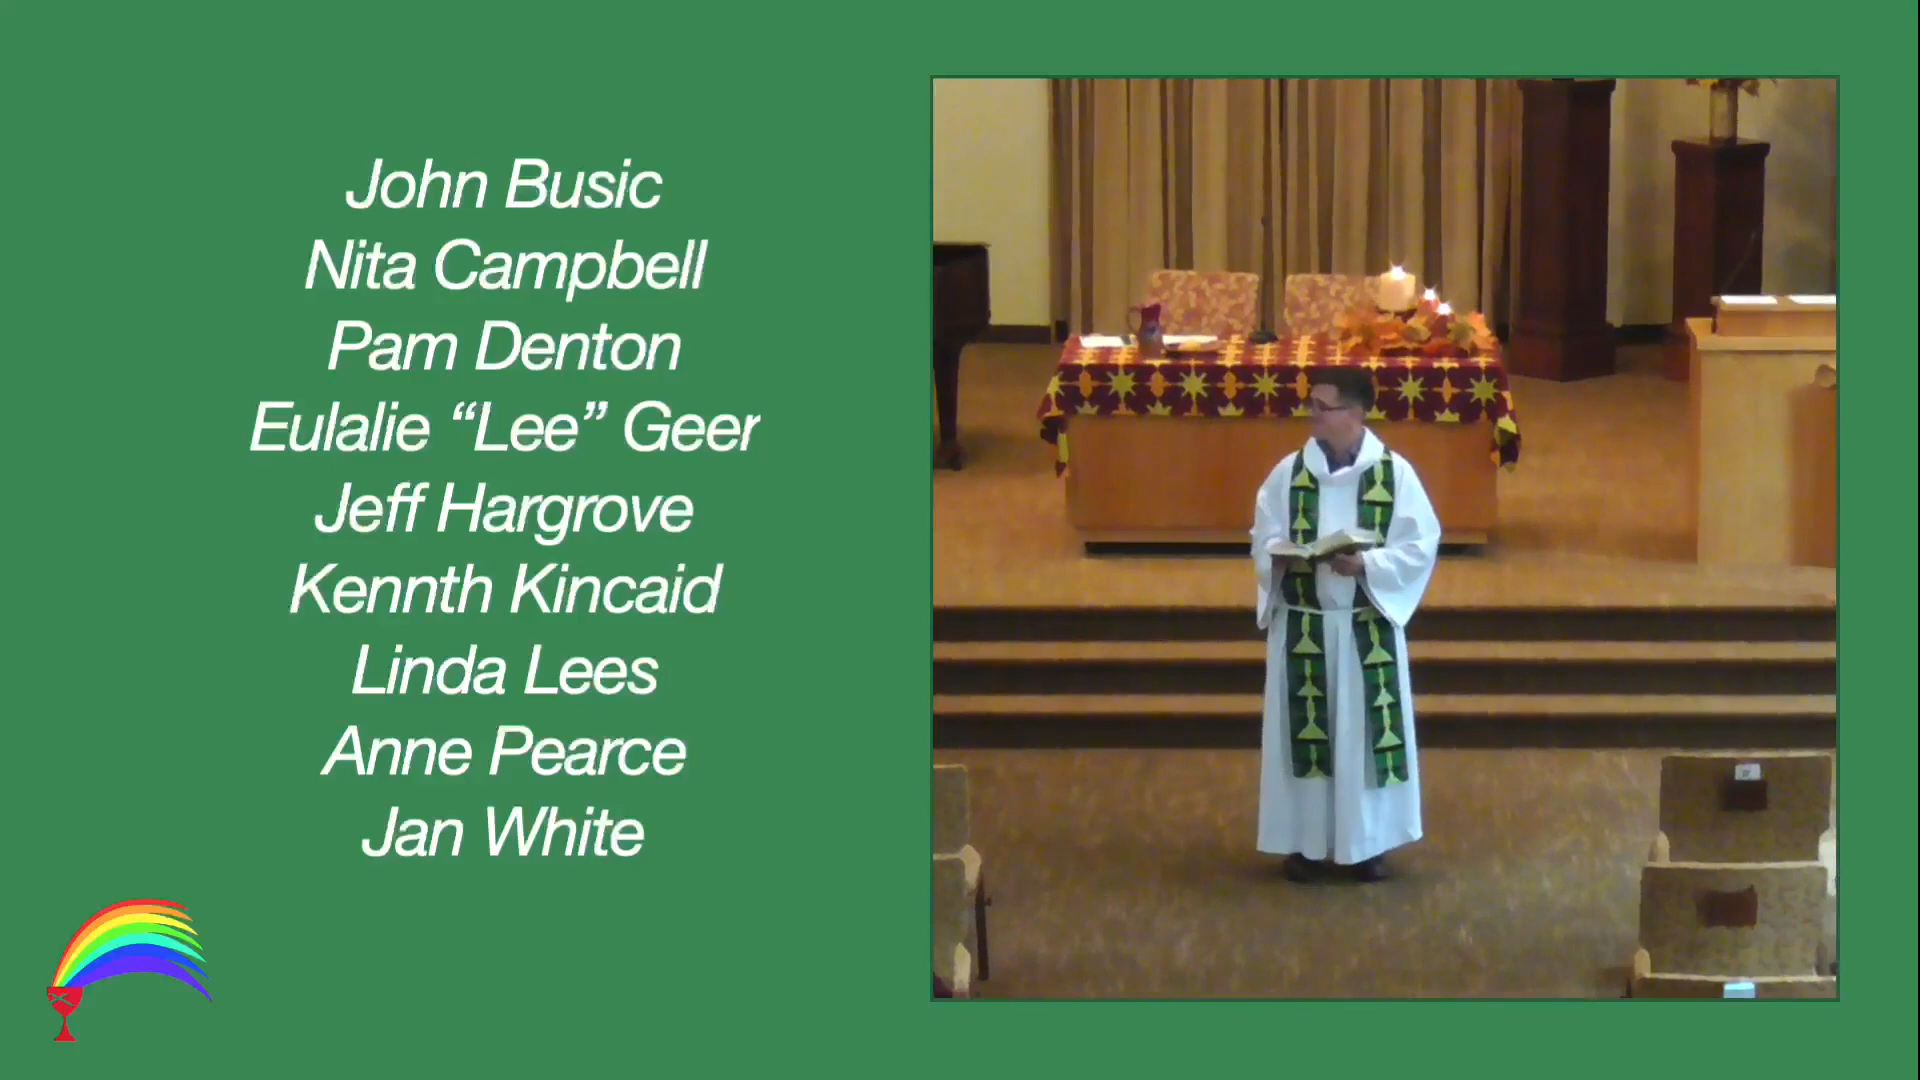 John Busic
Nita Campbell
Pam Denton
Eulalie “Lee” Geer
Jeff Hargrove
Kennth Kincaid
Linda Lees
Anne Pearce
Jan White